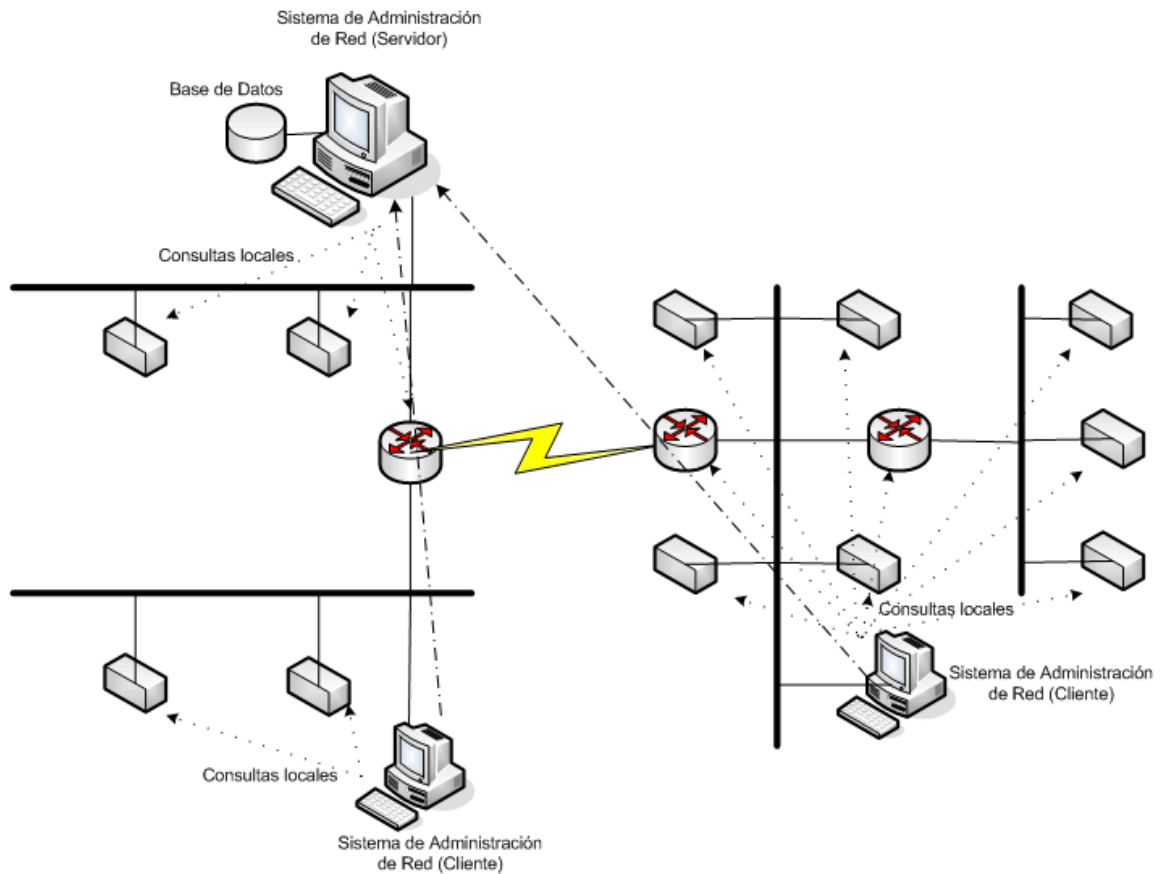 Sistema de Administración
de Red (Servidor)
Base de Datos
Consultas locales
Consultas locales
Sistema de Administración
de Red (Cliente)
Consultas locales
Sistema de Administración
de Red (Cliente)